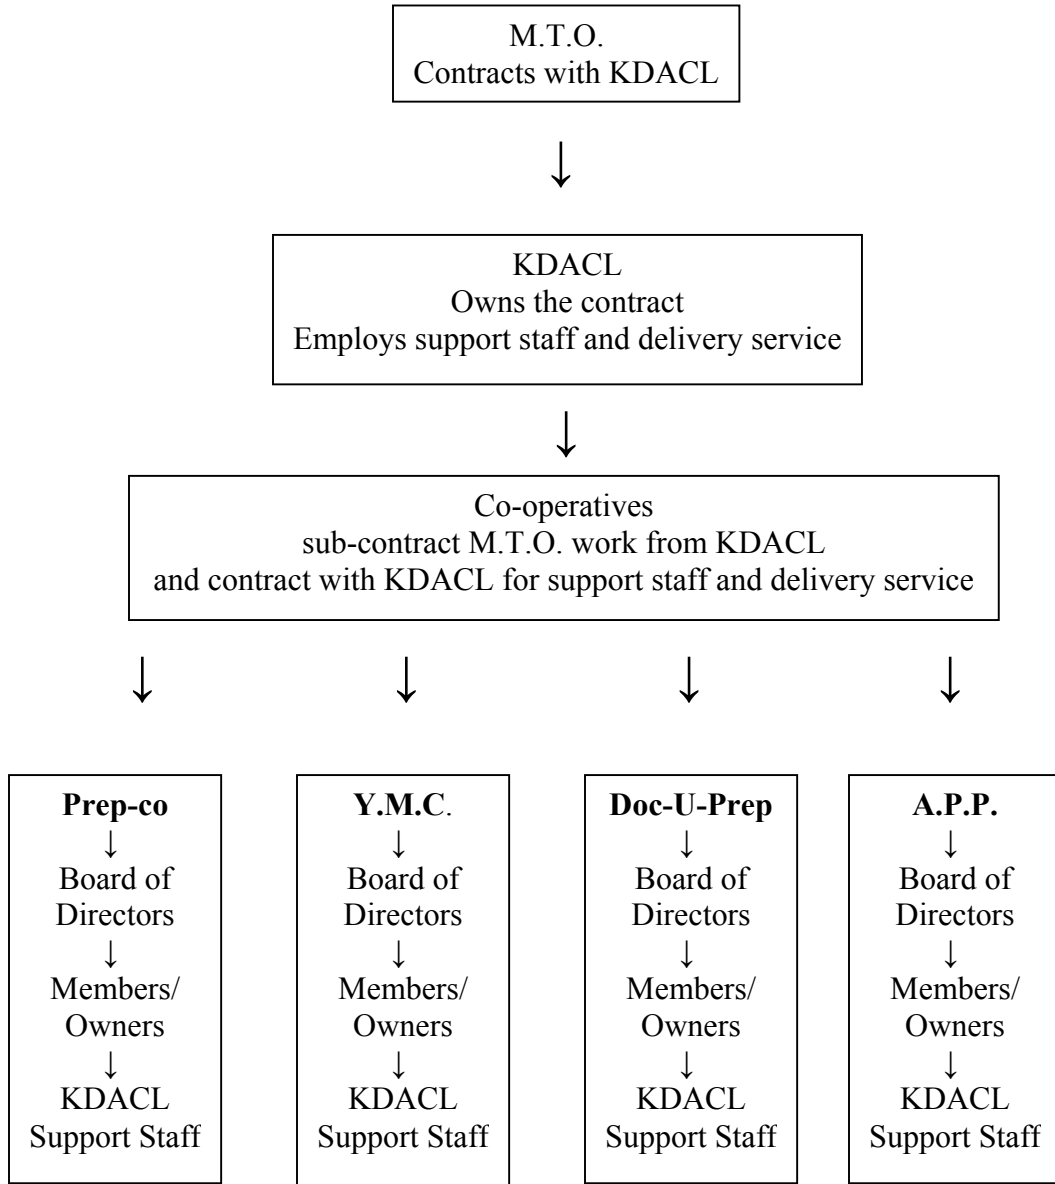 M.T.O.
Contracts with KDACL
↓
KDACL
Owns the contract
Employs support staff and delivery service
↓
Co-operatives
sub-contract M.T.O. work from KDACL
and contract with KDACL for support staff and delivery service
↓ ↓ ↓ ↓
Prep-co
↓
Board of
Directors
↓
Members/
Owners
↓
KDACL
Support Staff
Y.M.C.
↓
Board of
Directors
↓
Members/
Owners
↓
KDACL
Support Staff
Doc-U-Prep
↓
Board of
Directors
↓
Members/
Owners
↓
KDACL
Support Staff
A.P.P.
↓
Board of
Directors
↓
Members/
Owners
↓
KDACL
Support Staff